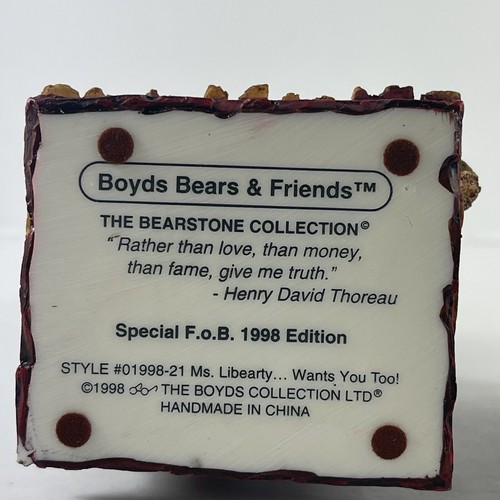 Boyds Bears & Friends™
THE BEARSTONE COLLECTION©
"Rather than love, than money,
than fame, give me truth."
- Henry David Thoreau
Special F.o.B. 1998 Edition
STYLE #01998-21 Ms. Libearty... Wants You Too!
©1998 THE BOYDS COLLECTION LTD®
HANDMADE IN CHINA